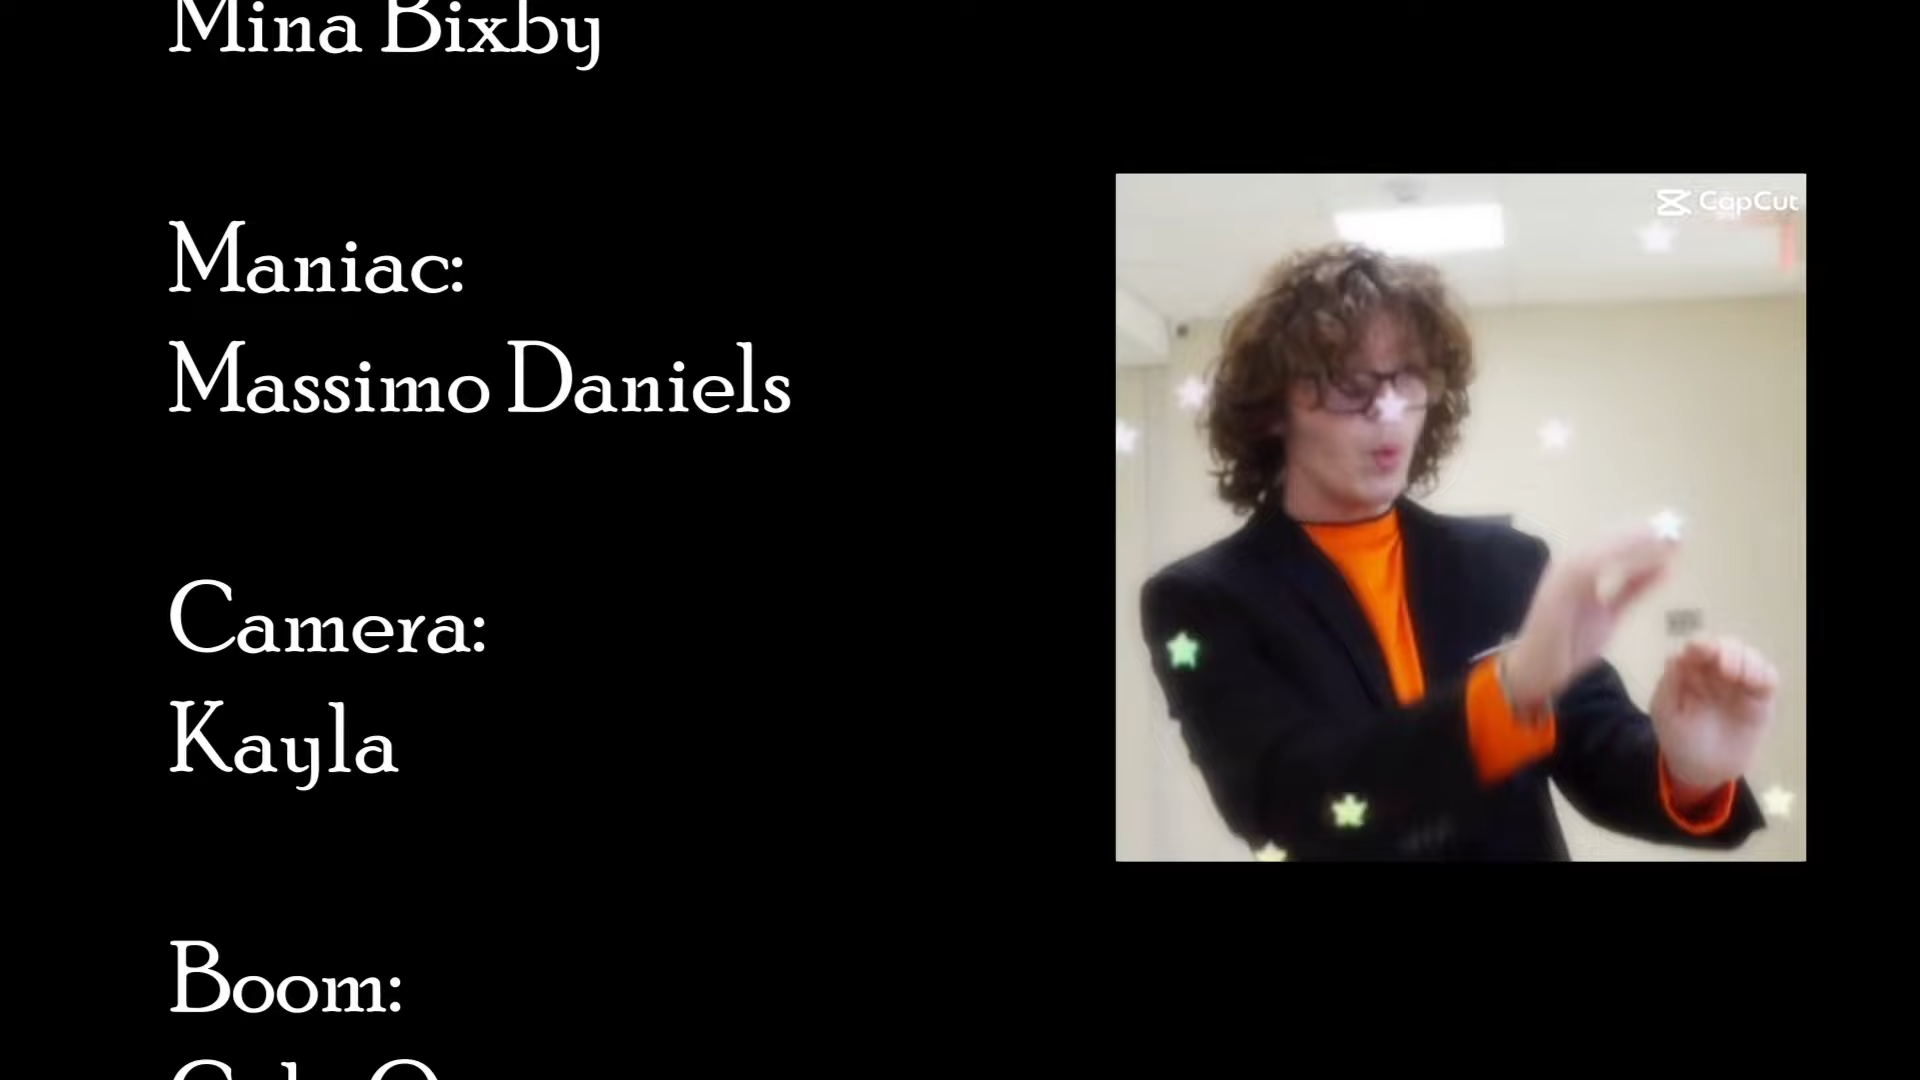 Mina Bixby
CapCut
Maniac:
Massimo Daniels
Camera:
Kayla
Boom: